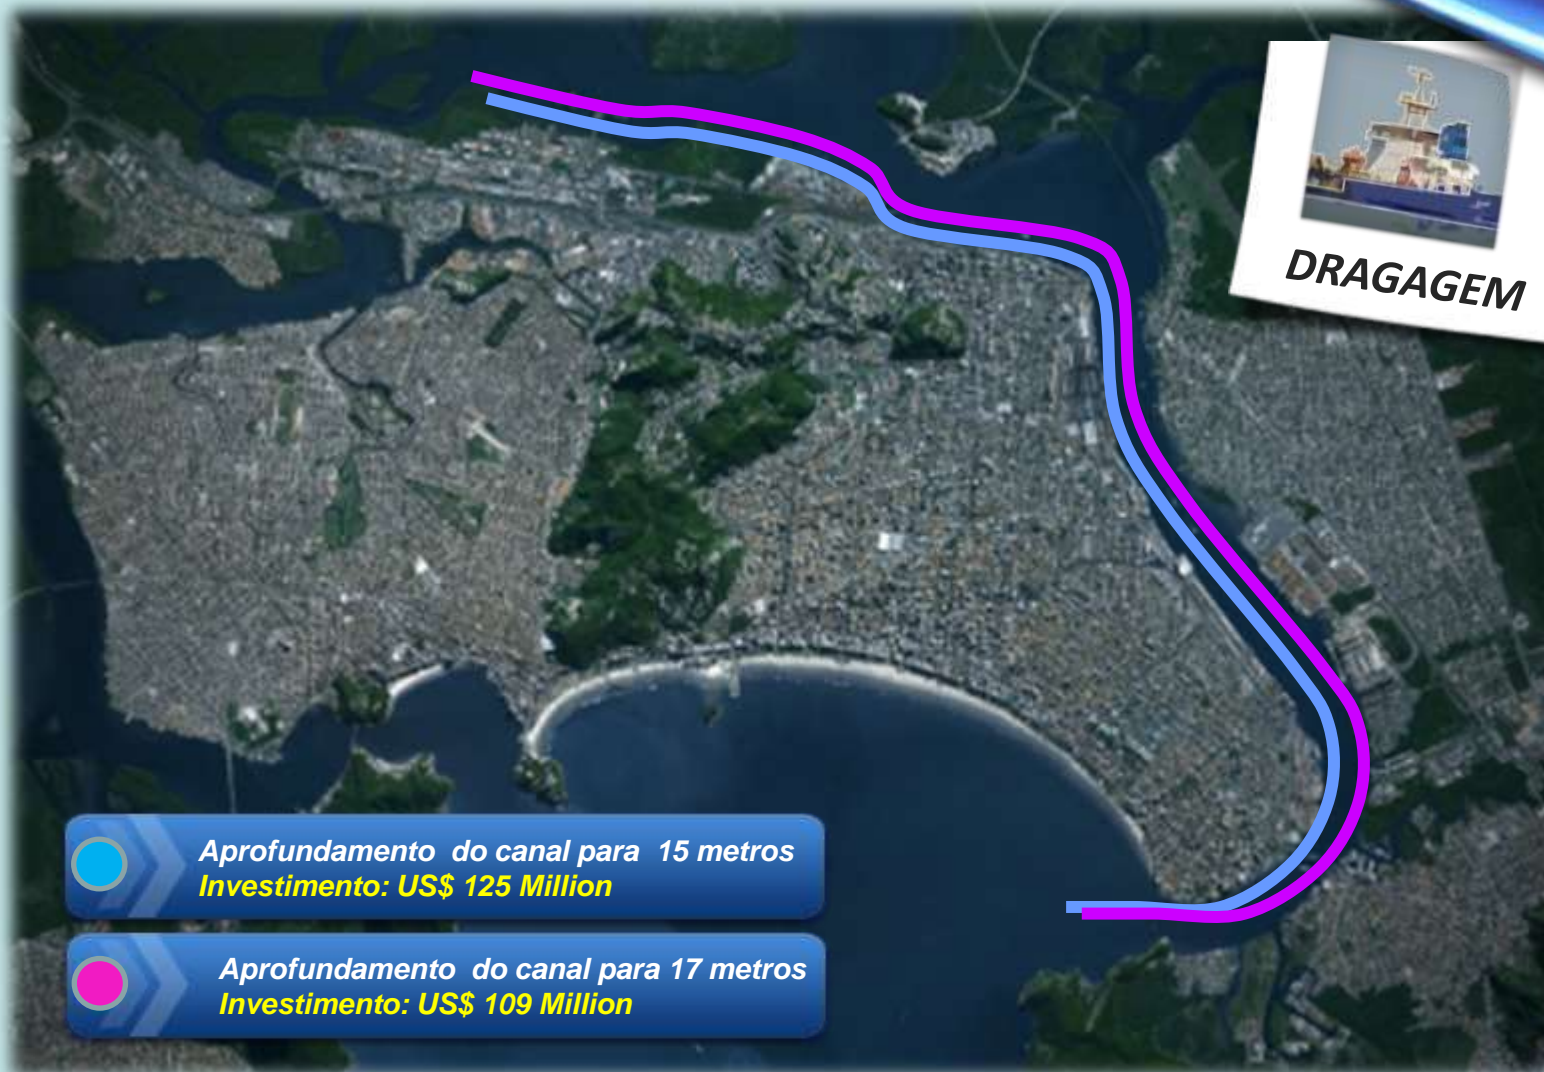 DRAGAGEM
Aprofundamento do canal para 15 metros
Investimento: US$ 125 Million
Aprofundamento do canal para 17 metros
Investimento: US$ 109 Million